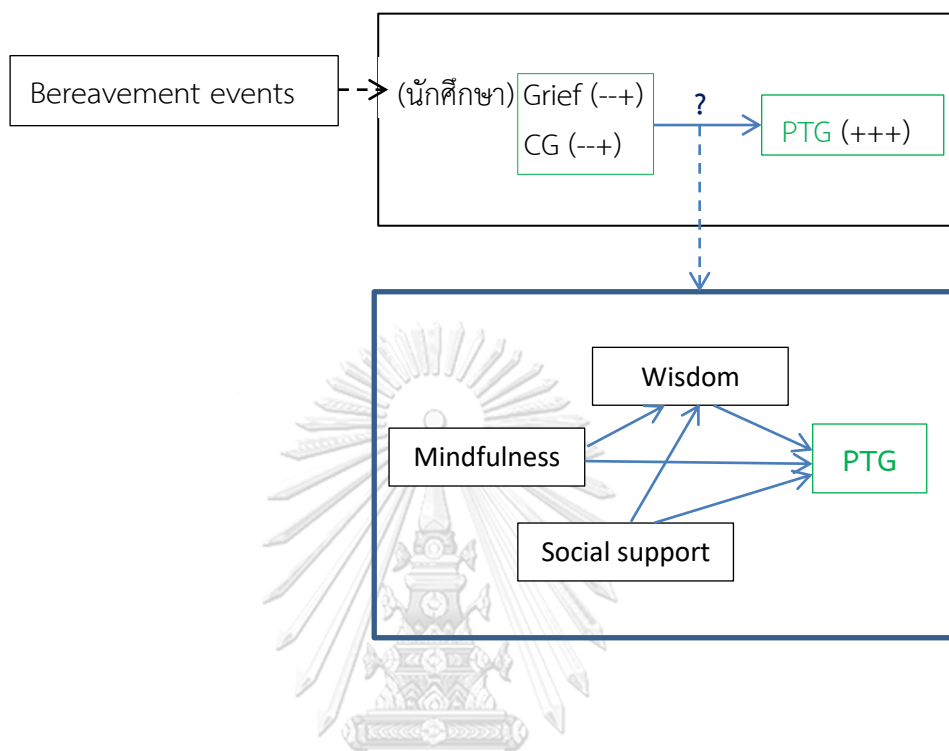 Bereavement events
(นักศึกษา) Grief (--+)
CG (--+)
?
PTG (+++)
Wisdom
Mindfulness
PTG
Social support